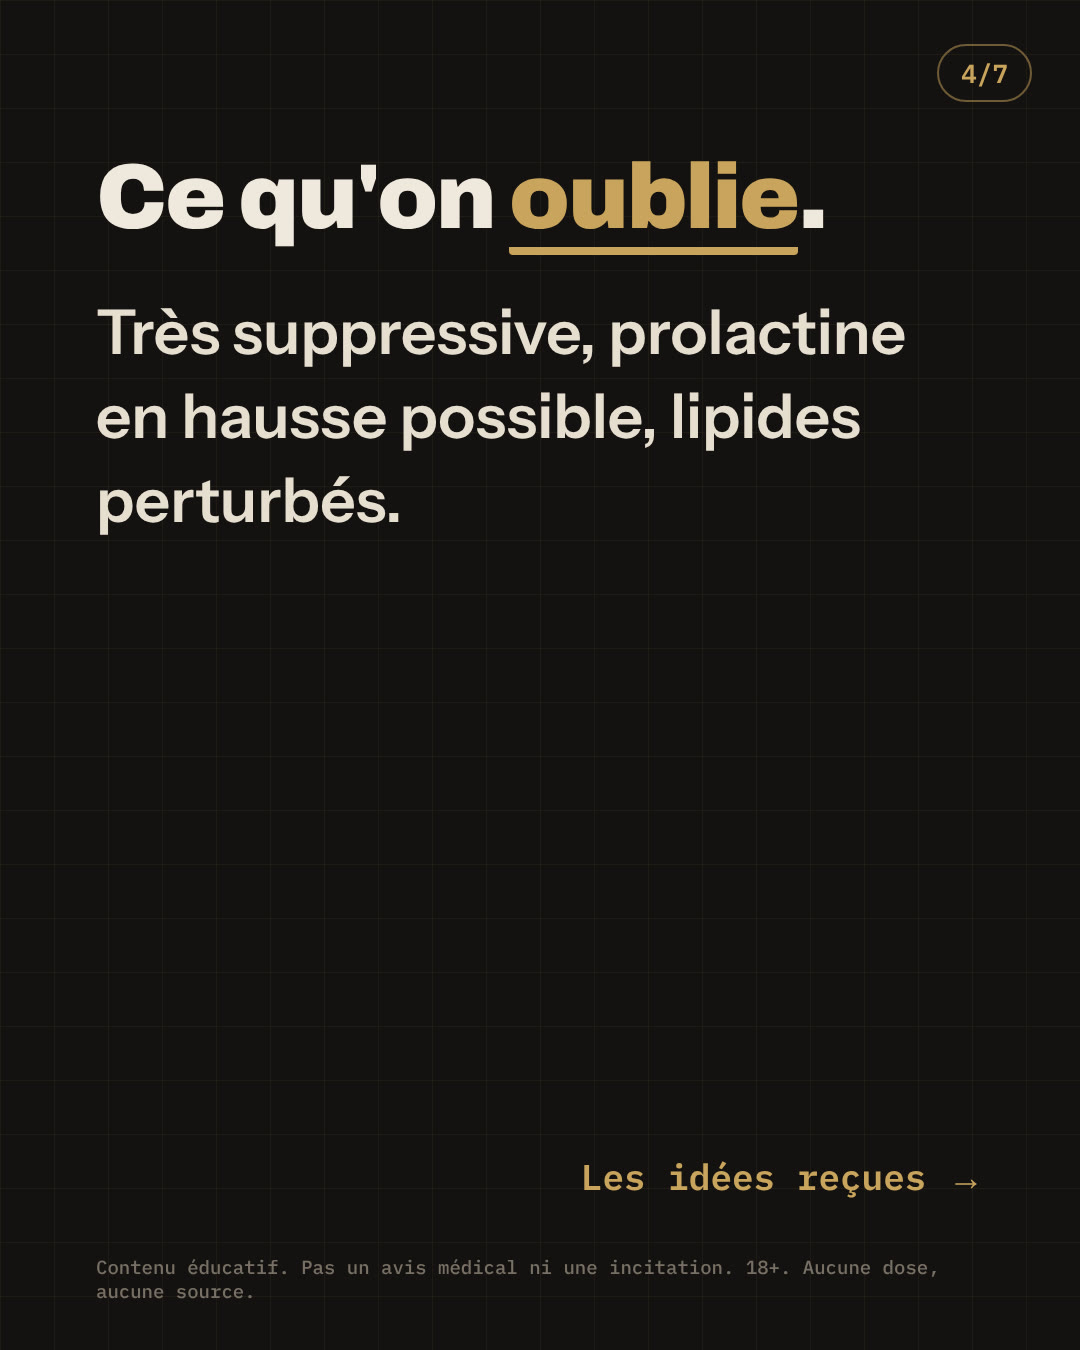 4/7
Ce qu'on oublie.
Très suppressive, prolactine
en hausse possible, lipides
perturbés.
Les idées reçues →
Contenu éducatif. Pas un avis médical ni une incitation. 18+. Aucune dose,
aucune source.